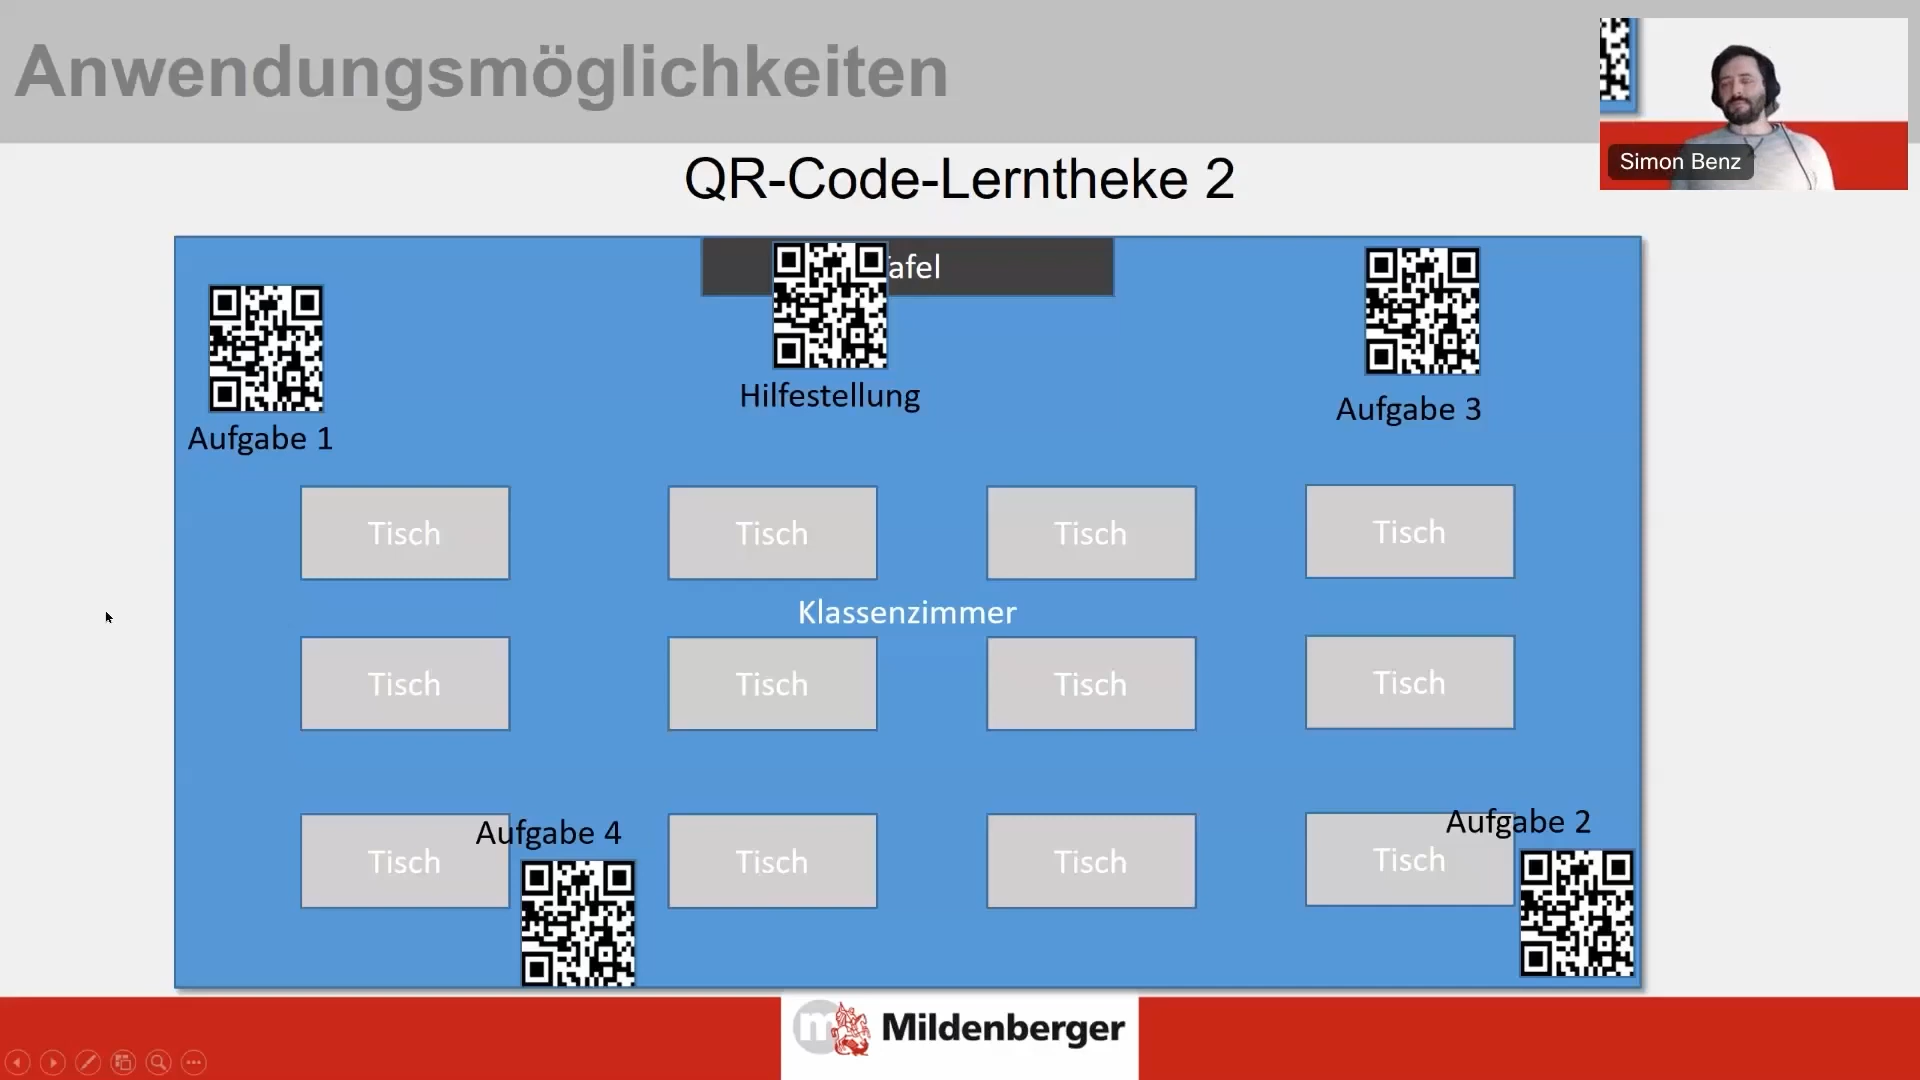 Anwendungsmöglichkeiten
Simon Benz
QR-Code-Lerntheke 2
afel
Hilfestellung
Aufgabe 3
Aufgabe 1
Tisch Tisch Tisch Tisch
Klassenzimmer
Tisch Tisch Tisch Tisch
Aufgabe 4
Aufgabe 2
Tisch Tisch Tisch Tisch
m Mildenberger